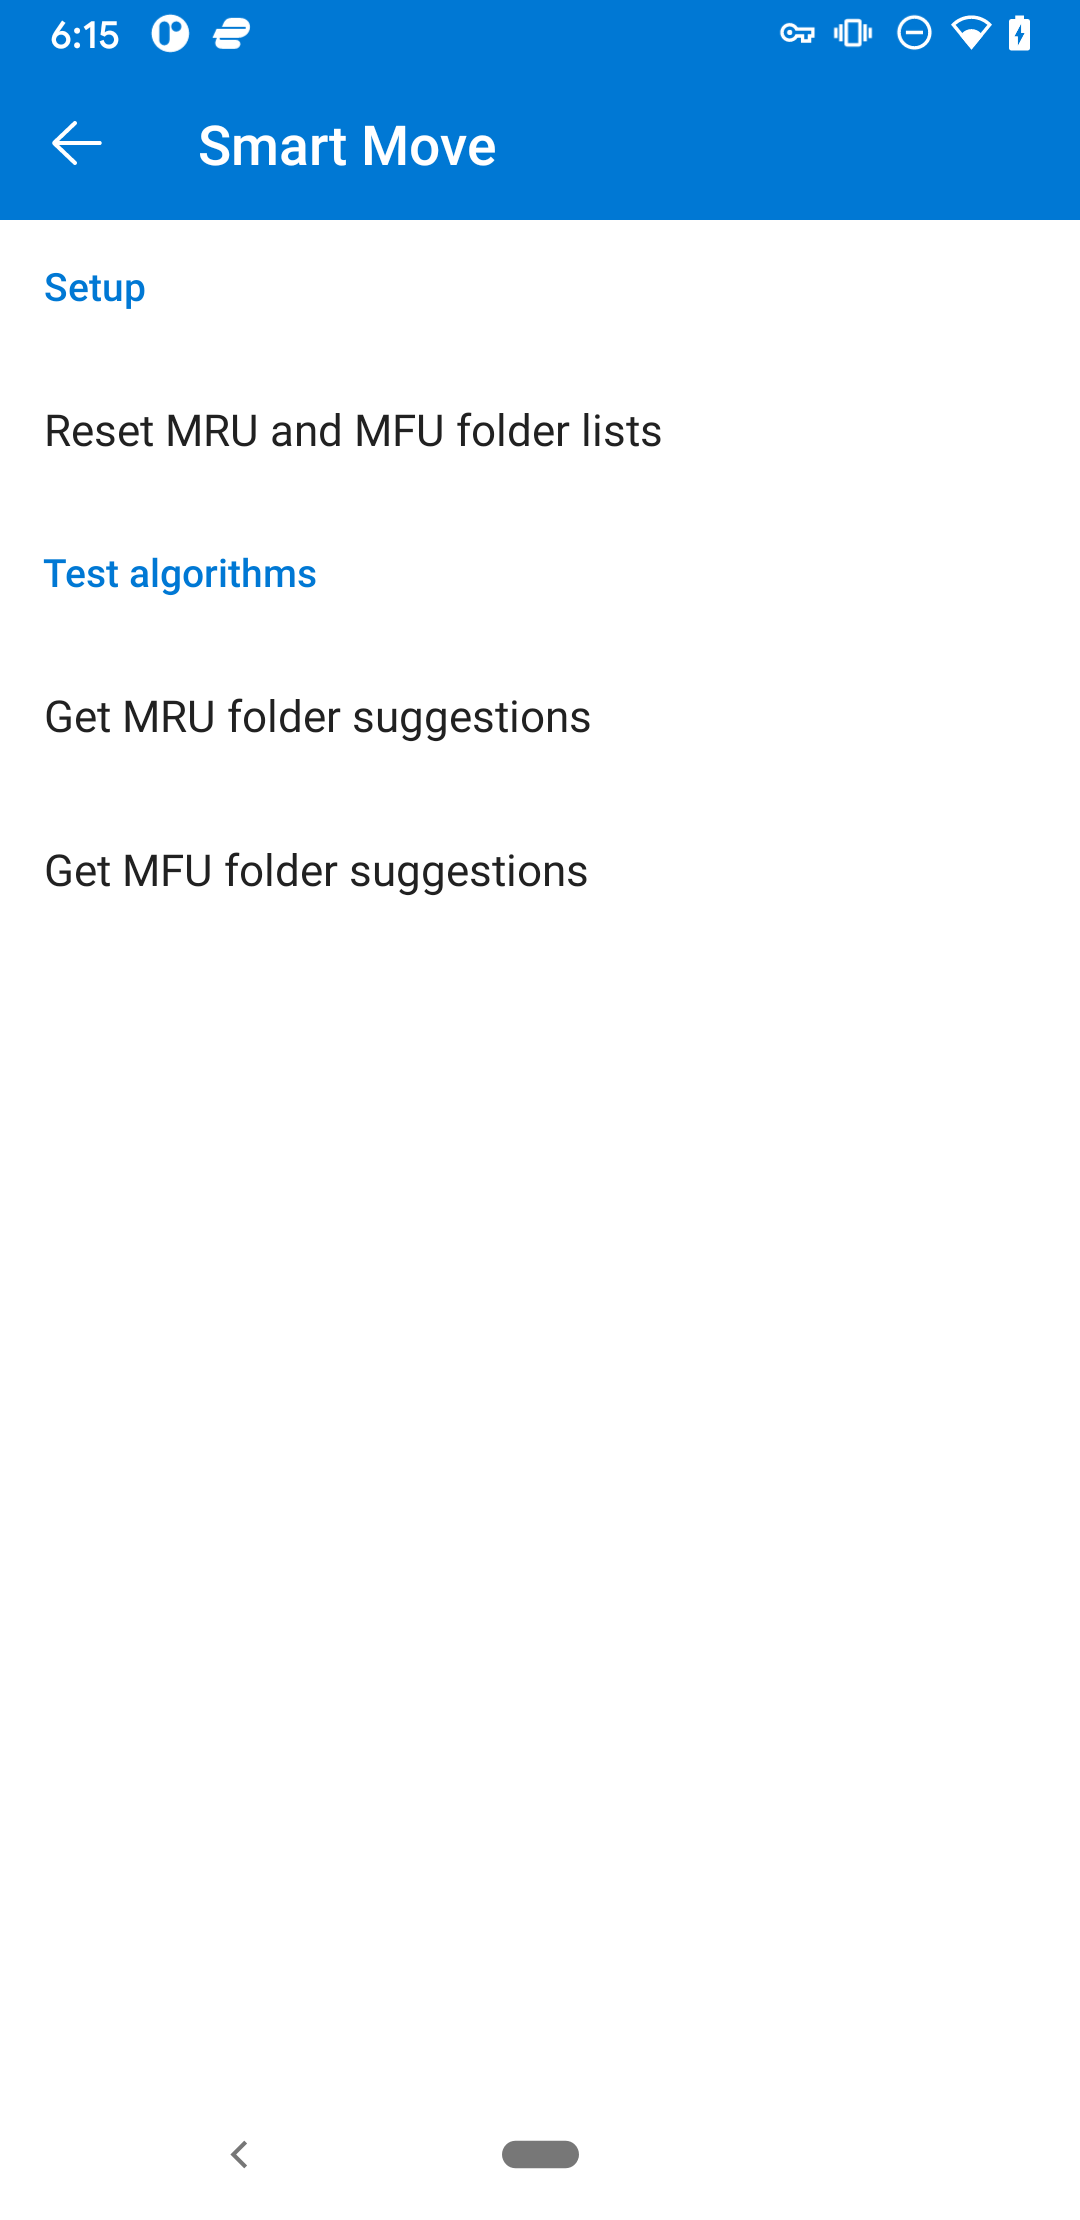 6:15
Smart Move
Setup
Reset MRU and MFU folder lists
Test algorithms
Get MRU folder suggestions
Get MFU folder suggestions